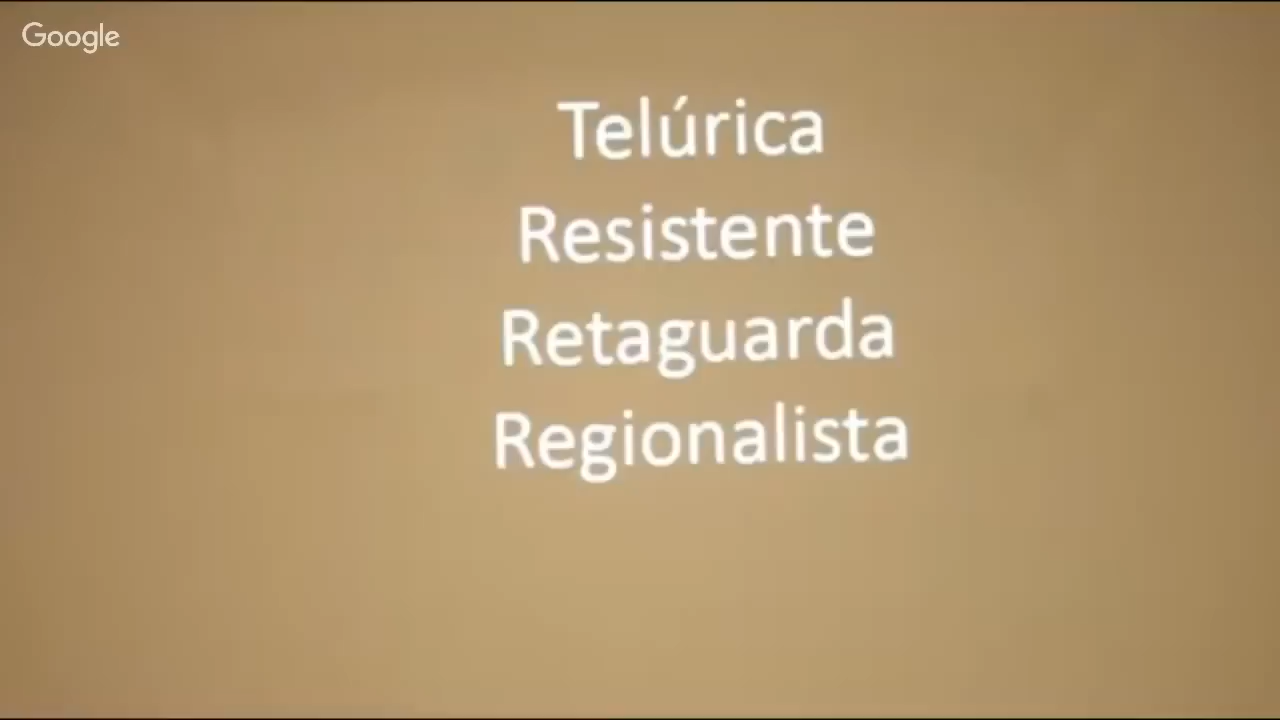 Google
Telúrica
Resistente
Retaguarda
Regionalista